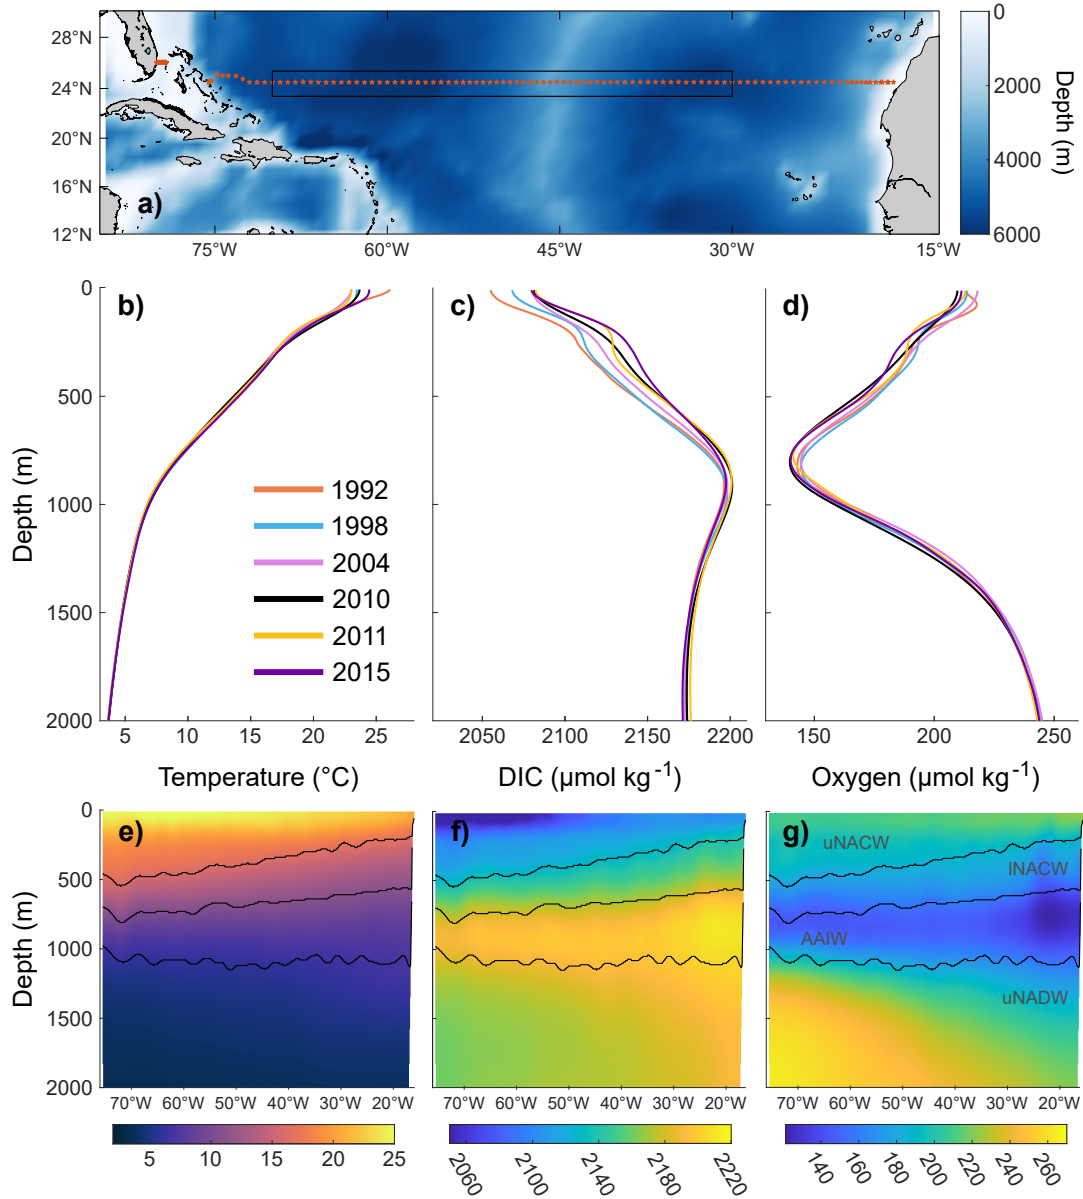 28°N
24°N
20°N
16°N
12°N
a)
75°W
60°W
45°W
30°W
15°W
0
2000
4000
6000
Depth (m)
b)
c)
d)
0
500
1000
1500
2000
Depth (m)
1992
1998
2004
2010
2011
2015
5
10
15
20
25
2050
2100
2150
2200
150
200
250
Temperature (°C)
DIC (µmol kg⁻¹)
Oxygen (µmol kg⁻¹)
e)
f)
g)
uNACW
lNACW
AAIW
uNADW
0
500
1000
1500
2000
Depth (m)
70°W
60°W
50°W
40°W
30°W
20°W
70°W
60°W
50°W
40°W
30°W
20°W
70°W
60°W
50°W
40°W
30°W
20°W
5
10
15
20
25
2060
2100
2140
2180
2220
140
160
180
200
220
240
260